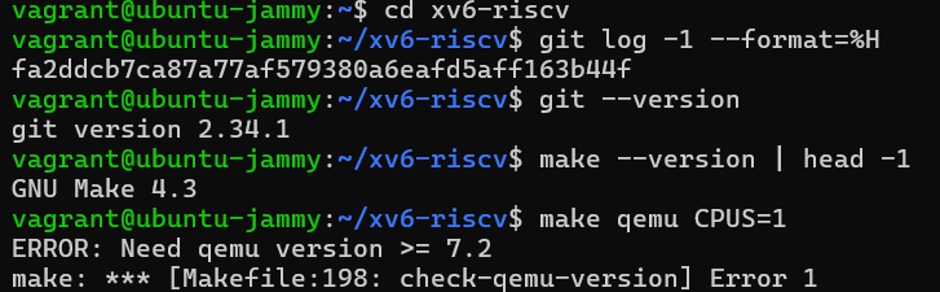 vagrant@ubuntu-jammy:~$ cd xv6-riscv
vagrant@ubuntu-jammy:~/xv6-riscv$ git log -1 --format=%H
fa2ddcb7ca87a77af579380a6eafd5aff163b44f
vagrant@ubuntu-jammy:~/xv6-riscv$ git --version
git version 2.34.1
vagrant@ubuntu-jammy:~/xv6-riscv$ make --version | head -1
GNU Make 4.3
vagrant@ubuntu-jammy:~/xv6-riscv$ make qemu CPUS=1
ERROR: Need qemu version >= 7.2
make: *** [Makefile:198: check-qemu-version] Error 1